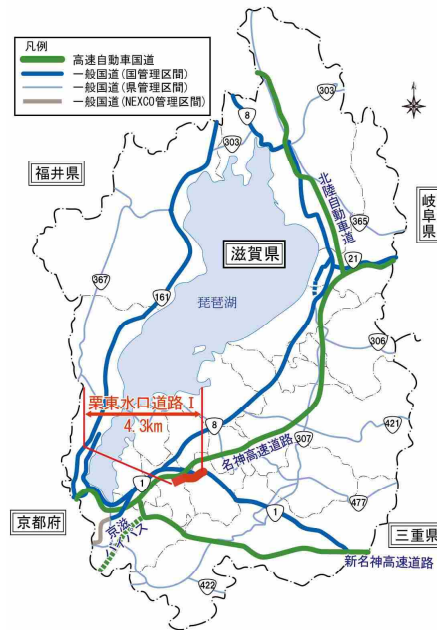 凡例
高速自動車国道
一般国道(国管理区間)
一般国道(県管理区間)
一般国道(NEXCO管理区間)
303
8
303
福井県
北陸自動車道
岐阜県
365
滋賀県
21
367
161
琵琶湖
306
栗東水口道路Ⅰ
4.3km
8
421
307
名神高速道路
477
1
1
京都府
京滋バイパス
三重県
新名神高速道路
422